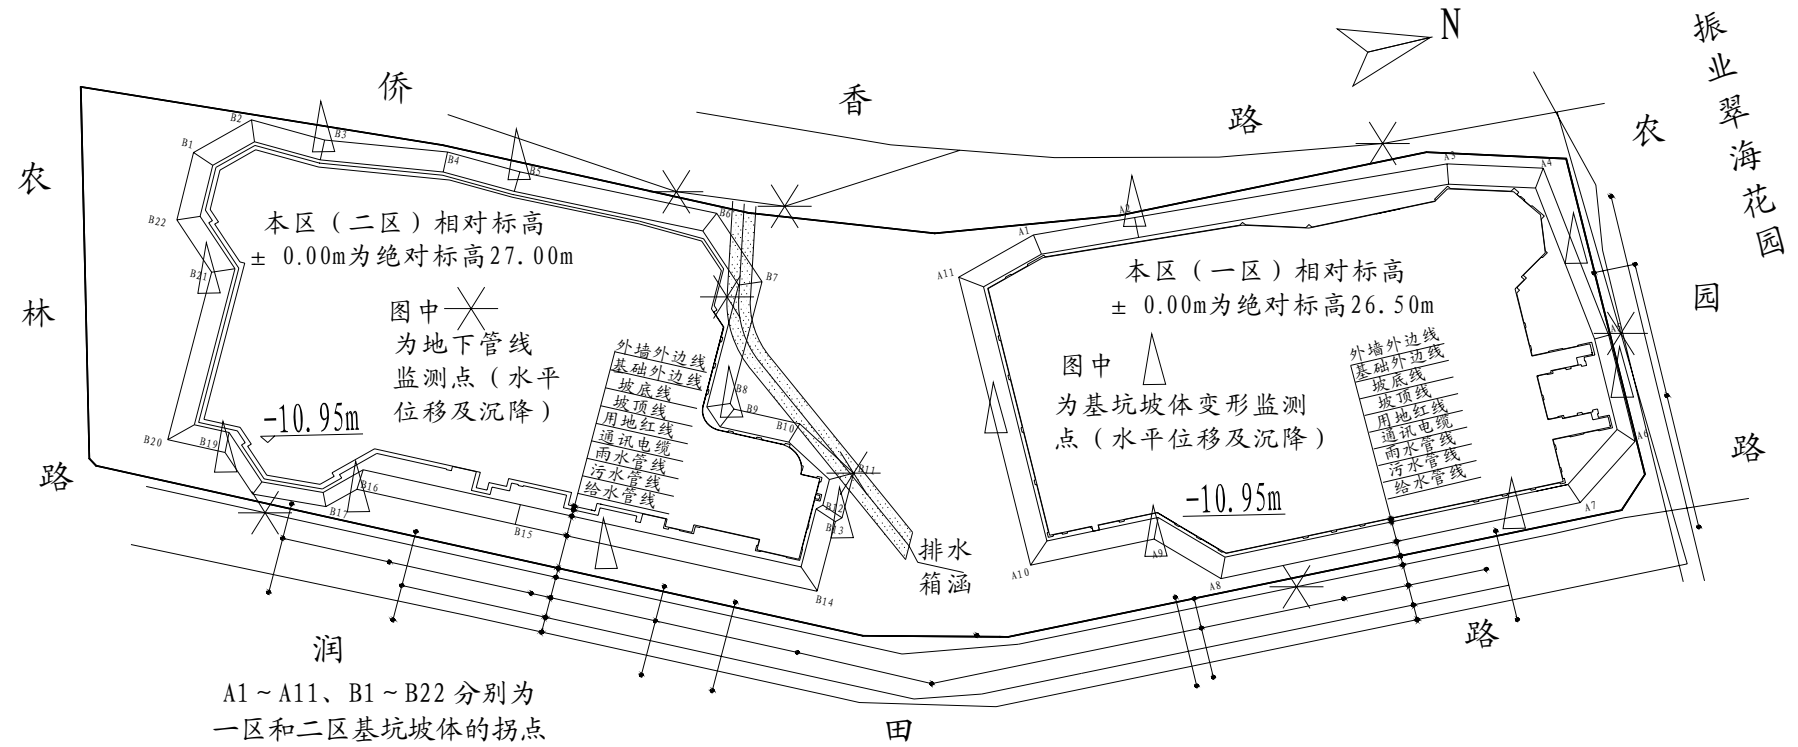 N
侨
香
路
农
林
路
振
业
翠
海
花
园
农
园
路
B1
B2
B3
B4
B5
B6
B7
B8
B9
B10
B11
B12
B13
B14
B15
B16
B17
B19
B20
B21
B22
本区（二区）相对标高
± 0.00m为绝对标高27.00m
图中
为地下管线
监测点（水平
位移及沉降）
-10.95m
外墙外边线
基础外边线
坡底线
坡顶线
用地红线
通讯电缆
雨水管线
污水管线
给水管线
排水
箱涵
A1
A2
A3
A4
A5
A6
A7
A8
A9
A10
A11
本区（一区）相对标高
± 0.00m为绝对标高26.50m
图中
为基坑坡体变形监测
点（水平位移及沉降）
-10.95m
外墙外边线
基础外边线
坡底线
坡顶线
用地红线
通讯电缆
雨水管线
污水管线
给水管线
润
田
路
A1～A11、B1～B22 分别为
一区和二区基坑坡体的拐点